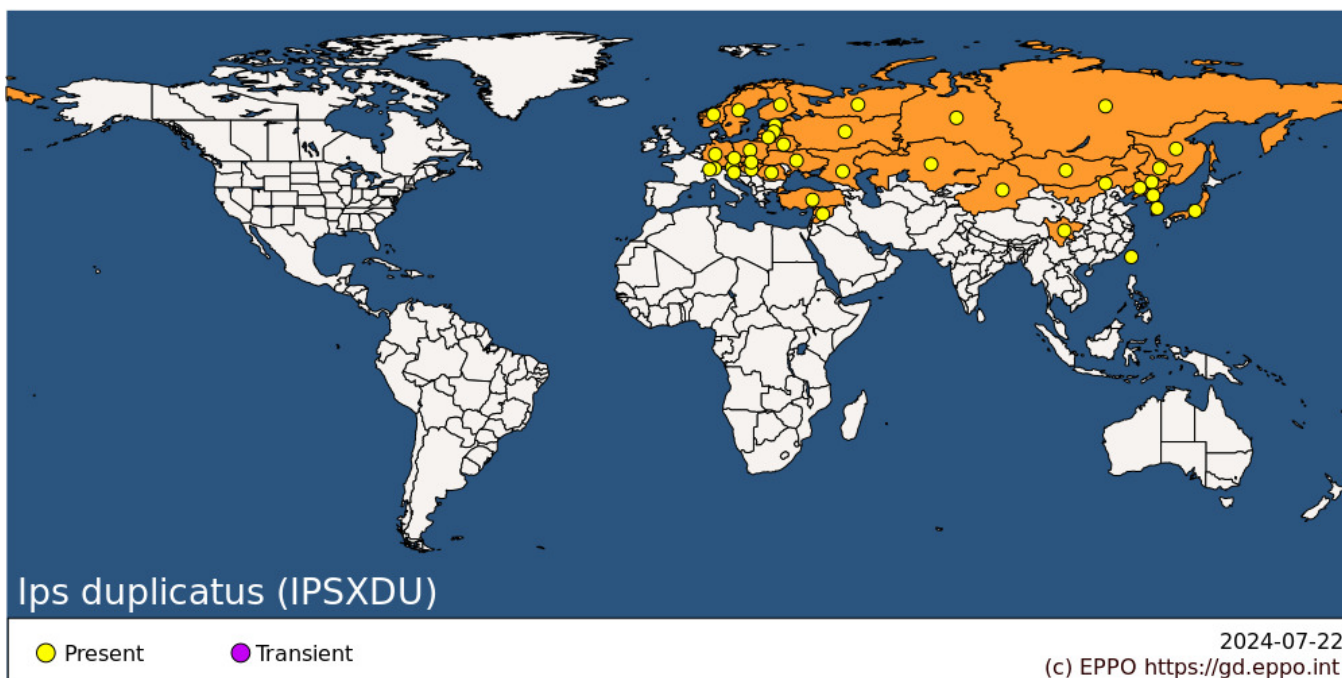 Ips duplicatus (IPSXDU)
Present
Transient
2024-07-22
(c) EPPO https://gd.eppo.int